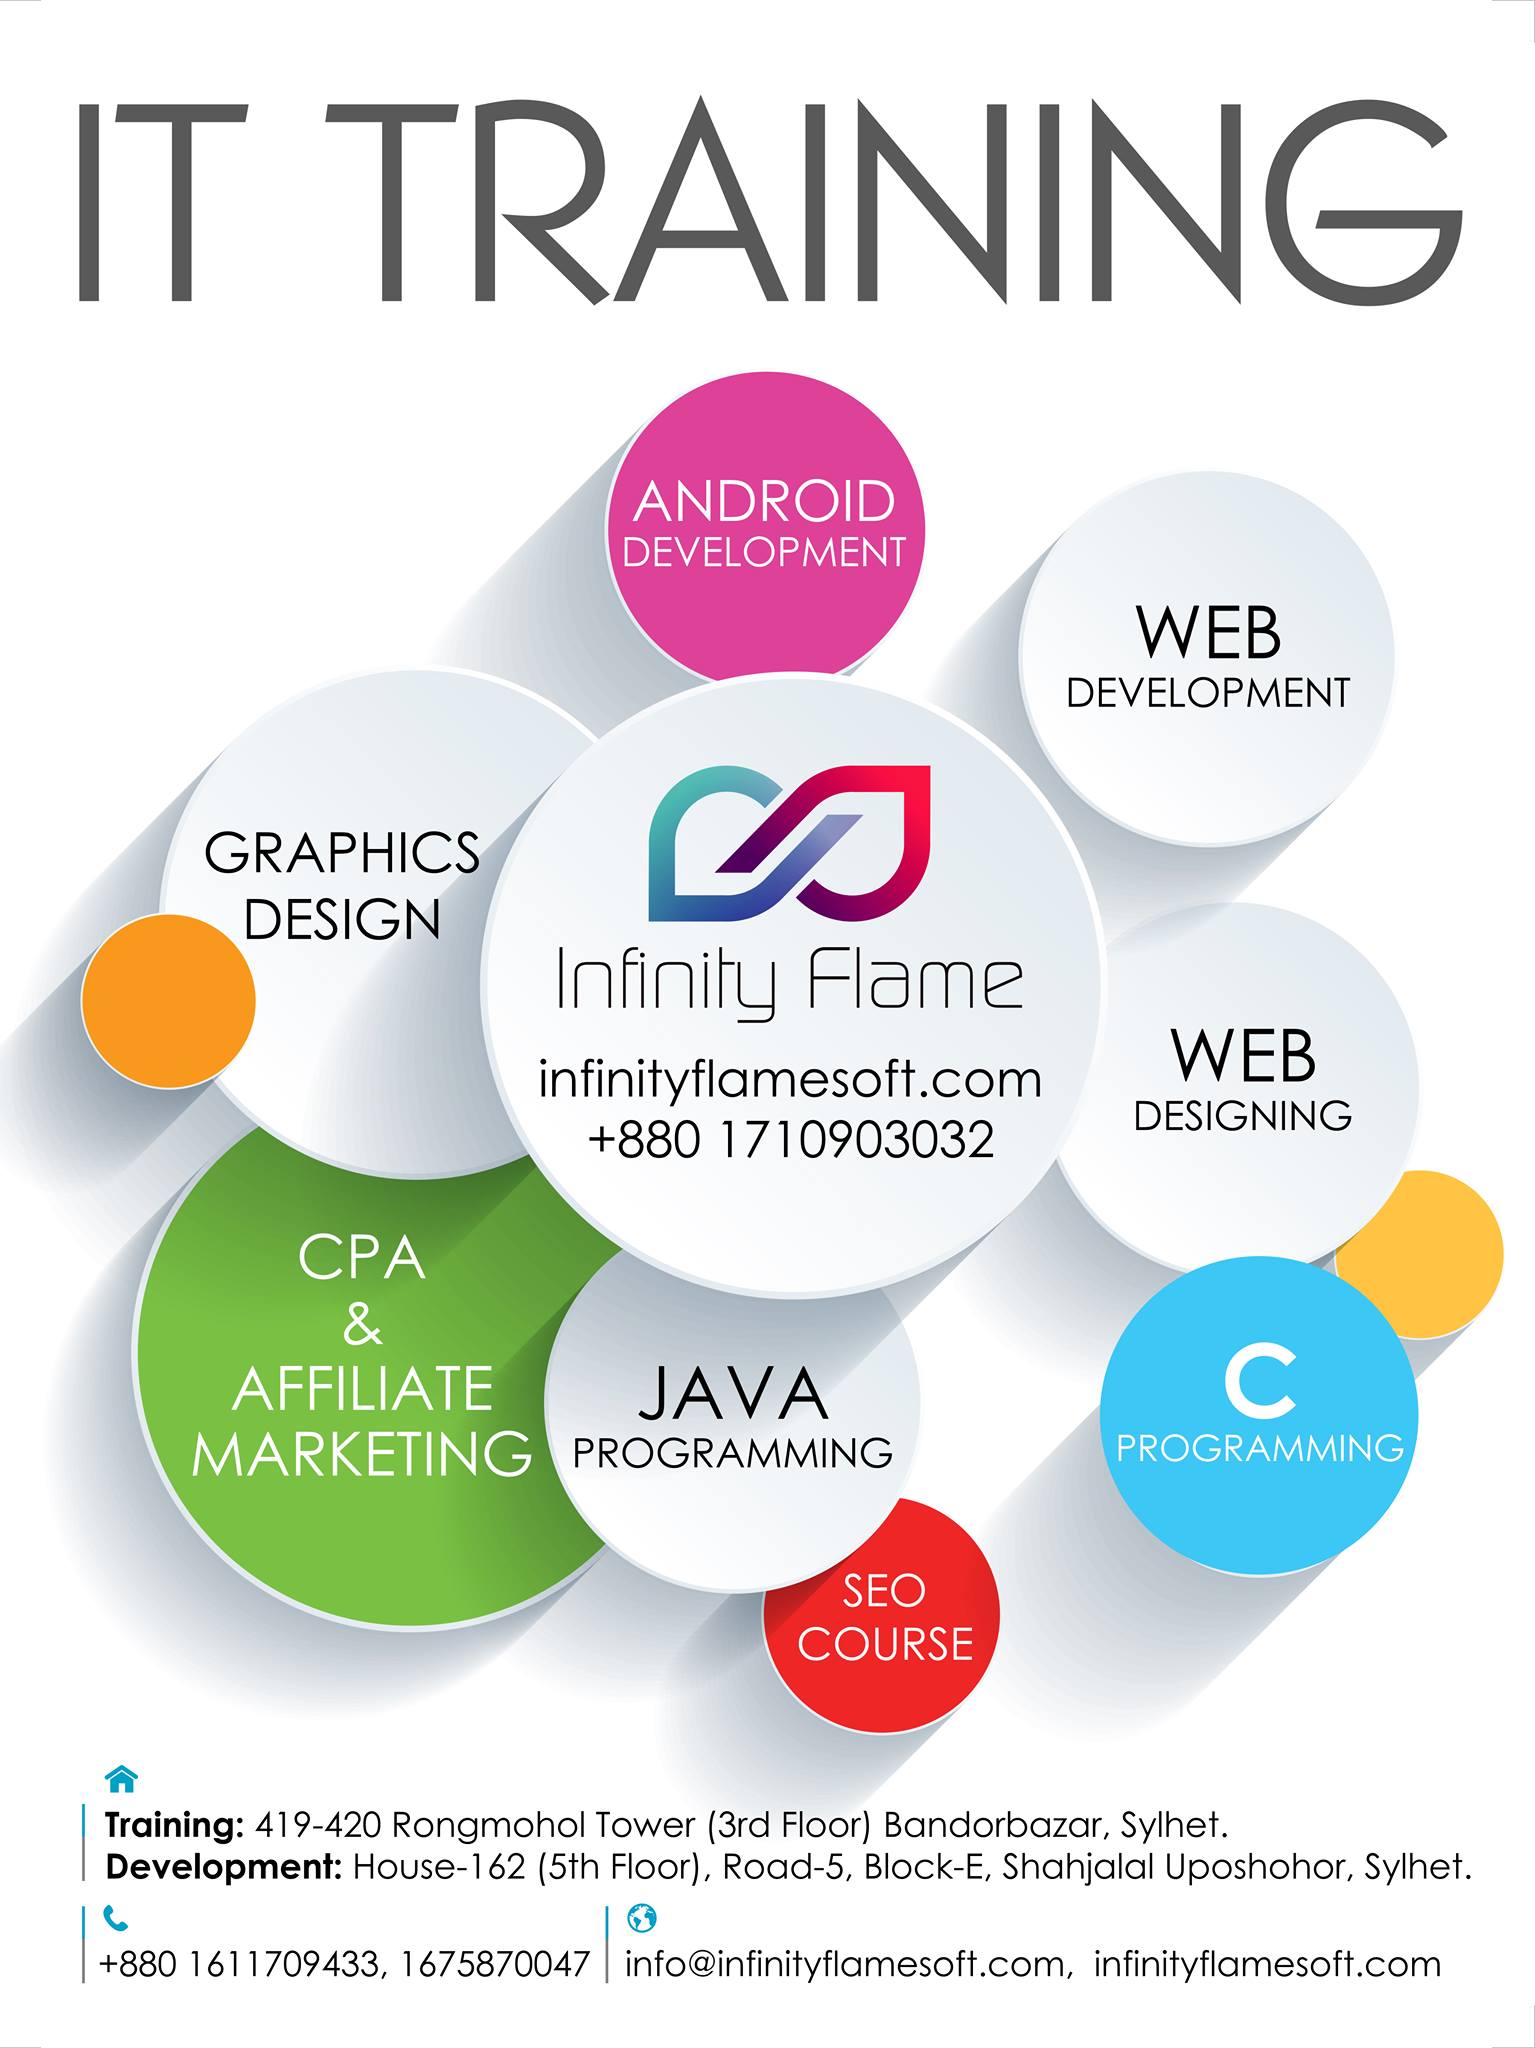 IT TRAINING
ANDROID
DEVELOPMENT
WEB
DEVELOPMENT
GRAPHICS
DESIGN
Infinity Flame
infinityflamesoft.com
+880 1710903032
WEB
DESIGNING
CPA
&
AFFILIATE
MARKETING
JAVA
PROGRAMMING
C
PROGRAMMING
SEO
COURSE
Training: 419-420 Rongmohol Tower (3rd Floor) Bandorbazar, Sylhet.
Development: House-162 (5th Floor), Road-5, Block-E, Shahjalal Uposhohor, Sylhet.
+880 1611709433, 1675870047
info@infinityflamesoft.com, infinityflamesoft.com